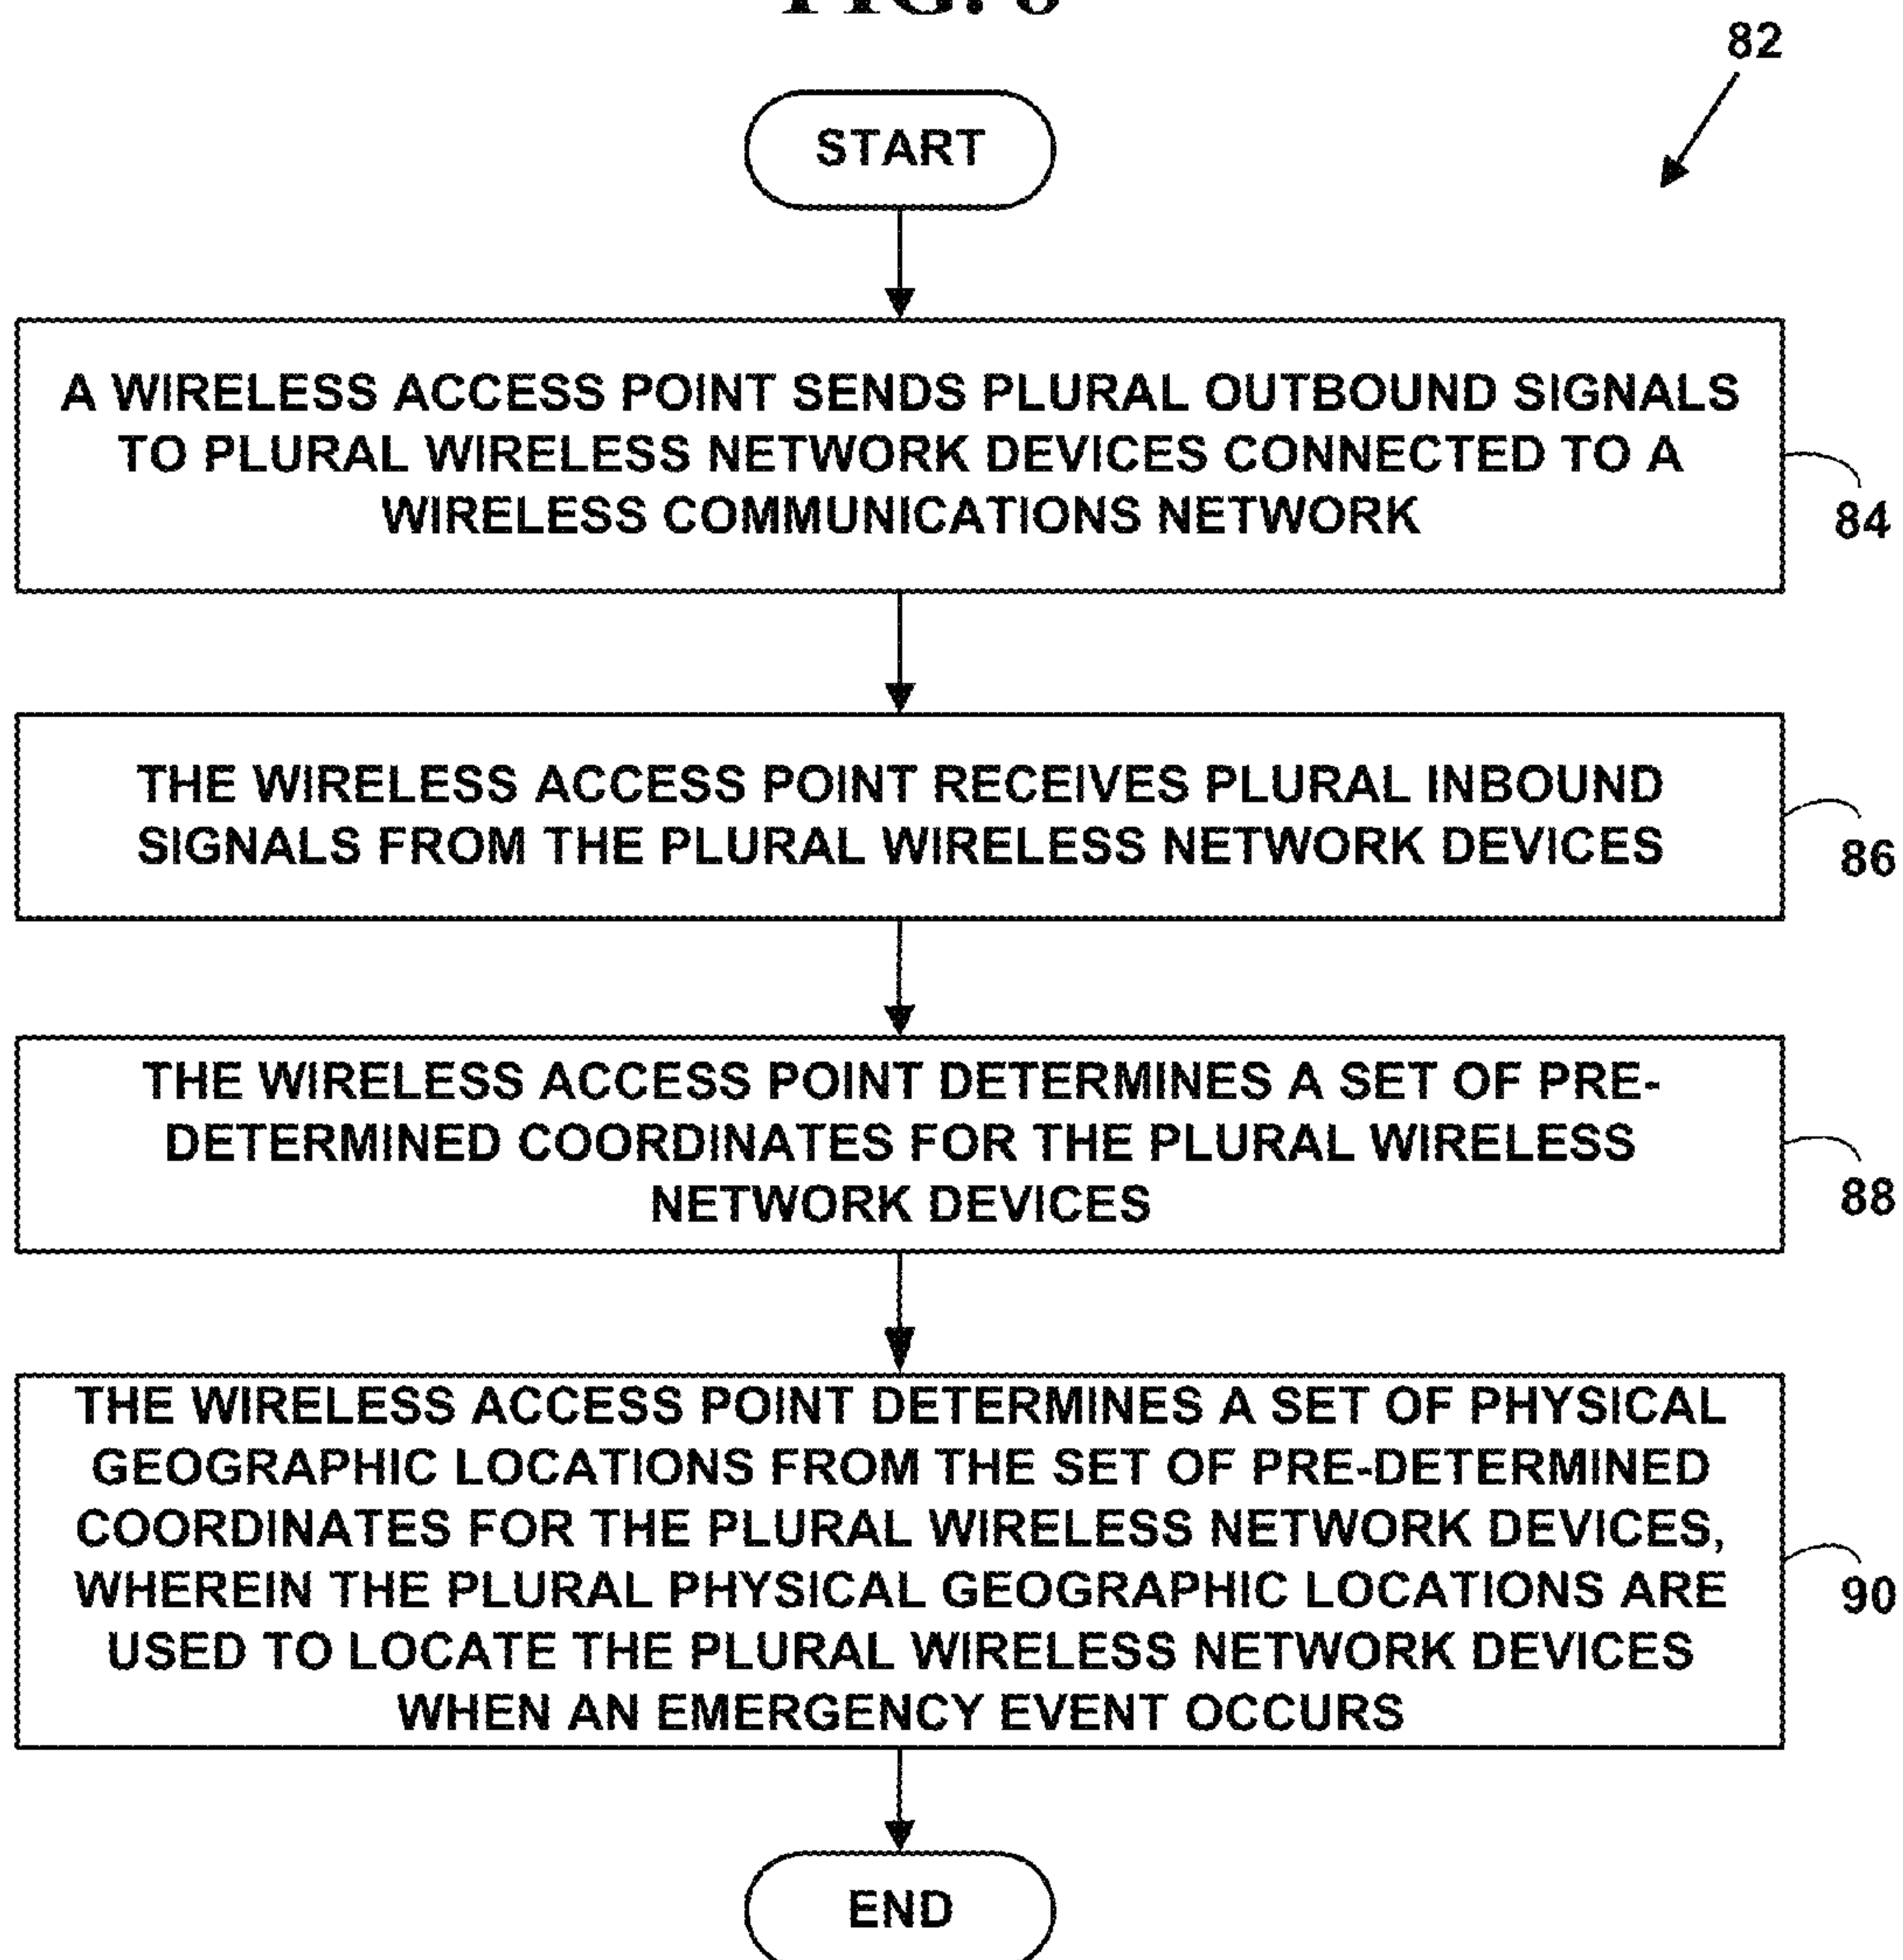 82
START
A WIRELESS ACCESS POINT SENDS PLURAL OUTBOUND SIGNALS
TO PLURAL WIRELESS NETWORK DEVICES CONNECTED TO A
WIRELESS COMMUNICATIONS NETWORK
84
THE WIRELESS ACCESS POINT RECEIVES PLURAL INBOUND
SIGNALS FROM THE PLURAL WIRELESS NETWORK DEVICES
86
THE WIRELESS ACCESS POINT DETERMINES A SET OF PRE-
DETERMINED COORDINATES FOR THE PLURAL WIRELESS
NETWORK DEVICES
88
THE WIRELESS ACCESS POINT DETERMINES A SET OF PHYSICAL
GEOGRAPHIC LOCATIONS FROM THE SET OF PRE-DETERMINED
COORDINATES FOR THE PLURAL WIRELESS NETWORK DEVICES,
WHEREIN THE PLURAL PHYSICAL GEOGRAPHIC LOCATIONS ARE
USED TO LOCATE THE PLURAL WIRELESS NETWORK DEVICES
WHEN AN EMERGENCY EVENT OCCURS
90
END